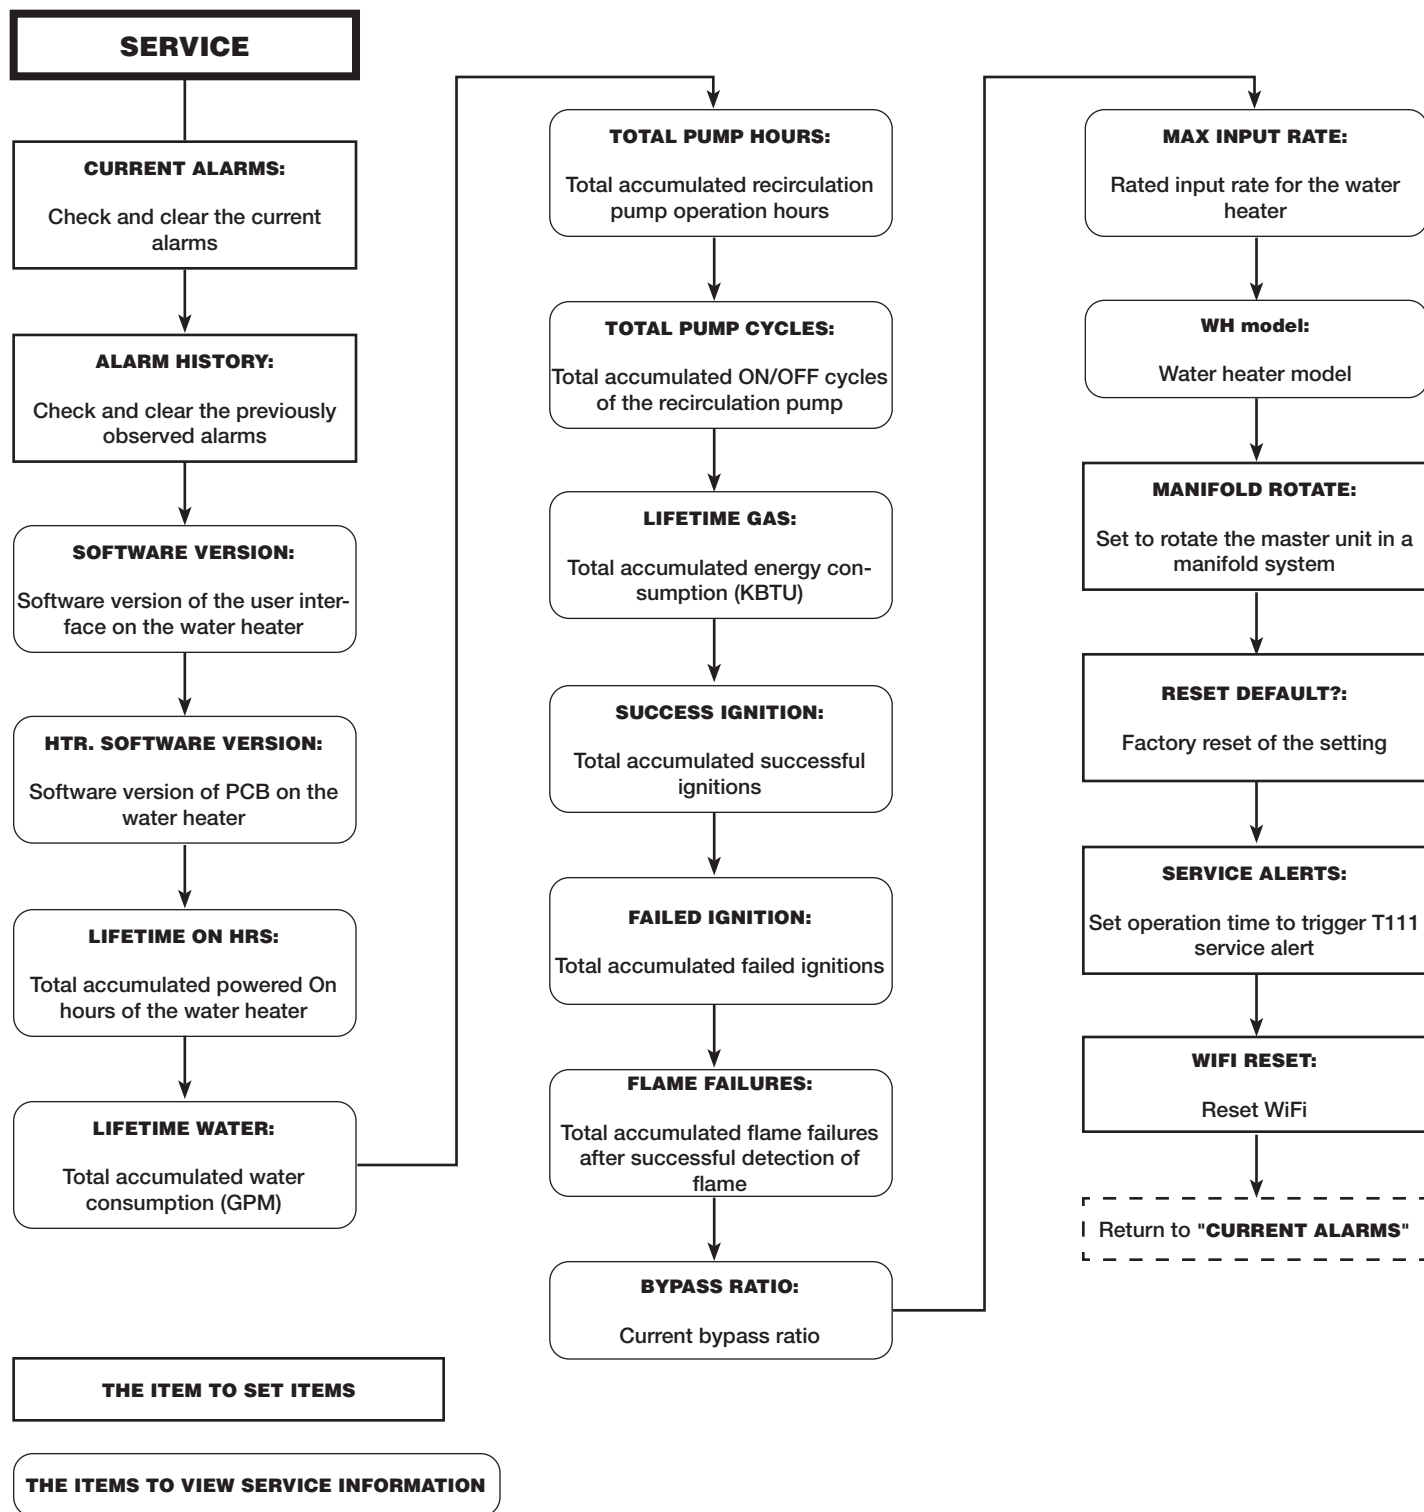 SERVICE
CURRENT ALARMS:
Check and clear the current
alarms
ALARM HISTORY:
Check and clear the previously
observed alarms
SOFTWARE VERSION:
Software version of the user inter-
face on the water heater
HTR. SOFTWARE VERSION:
Software version of PCB on the
water heater
LIFETIME ON HRS:
Total accumulated powered On
hours of the water heater
LIFETIME WATER:
Total accumulated water
consumption (GPM)
TOTAL PUMP HOURS:
Total accumulated recirculation
pump operation hours
TOTAL PUMP CYCLES:
Total accumulated ON/OFF cycles
of the recirculation pump
LIFETIME GAS:
Total accumulated energy con-
sumption (KBTU)
SUCCESS IGNITION:
Total accumulated successful
ignitions
FAILED IGNITION:
Total accumulated failed ignitions
FLAME FAILURES:
Total accumulated flame failures
after successful detection of
flame
BYPASS RATIO:
Current bypass ratio
MAX INPUT RATE:
Rated input rate for the water
heater
WH model:
Water heater model
MANIFOLD ROTATE:
Set to rotate the master unit in a
manifold system
RESET DEFAULT?:
Factory reset of the setting
SERVICE ALERTS:
Set operation time to trigger T111
service alert
WIFI RESET:
Reset WiFi
Return to "CURRENT ALARMS"
THE ITEM TO SET ITEMS
THE ITEMS TO VIEW SERVICE INFORMATION